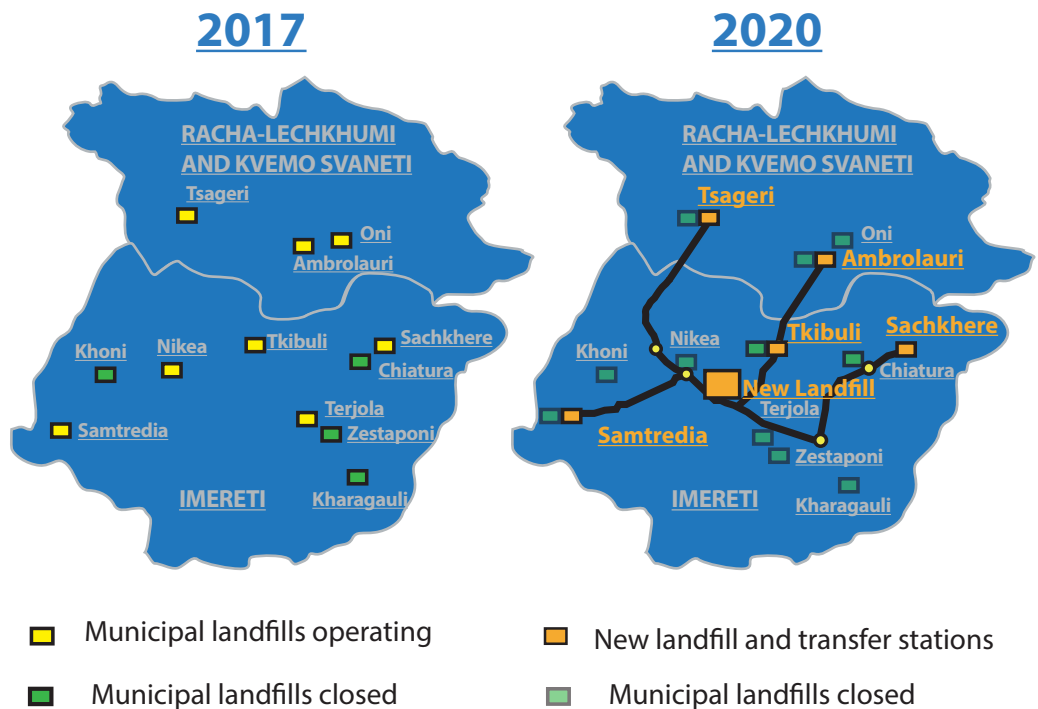 2017
RACHA-LECHKHUMI
AND KVEMO SVANETI
Tsageri
Oni
Ambrolauri
Khoni
Nikea
Tkibuli
Sachkhere
Chiatura
Terjola
Samtredia
Zestaponi
IMERETI
Kharagauli
2020
RACHA-LECHKHUMI
AND KVEMO SVANETI
Tsageri
Oni
Ambrolauri
Nikea
Tkibuli
Sachkhere
Khoni
Chiatura
New Landfill
Terjola
Samtredia
Zestaponi
IMERETI
Kharagauli
Municipal landfills operating
Municipal landfills closed
New landfill and transfer stations
Municipal landfills closed